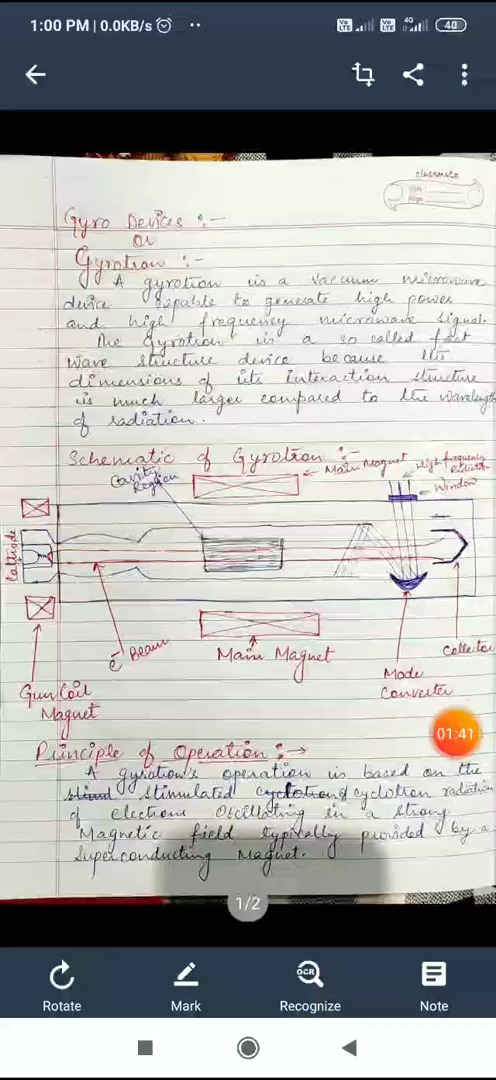 1:00 PM | 0.0KB/s
40
classmate
Gyro Devices :-
Or
Gyrotron :-
A gyrotron is a vacuum microwave
device capable to generate high power
and high frequency microwave signal.
The Gyrotron is a so called fast
wave structure device because the
dimensions of its interaction structure
is much larger compared to the wavelength
of radiation.
Schematic of Gyrotron :-
Main Magnet
High frequency
Window
Cavity
Region
Cathode
e Beam
Main Magnet
Collector
Mode
Converter
Gun Coil
Magnet
01:41
Principle of Operation :→
A gyrotron's operation is based on the
stimulated cyclotron radiation
of electrons Oscillating in a strong
Magnetic field typically provided by a
Superconducting Magnet.
1/2
OCR
Rotate
Mark
Recognize
Note